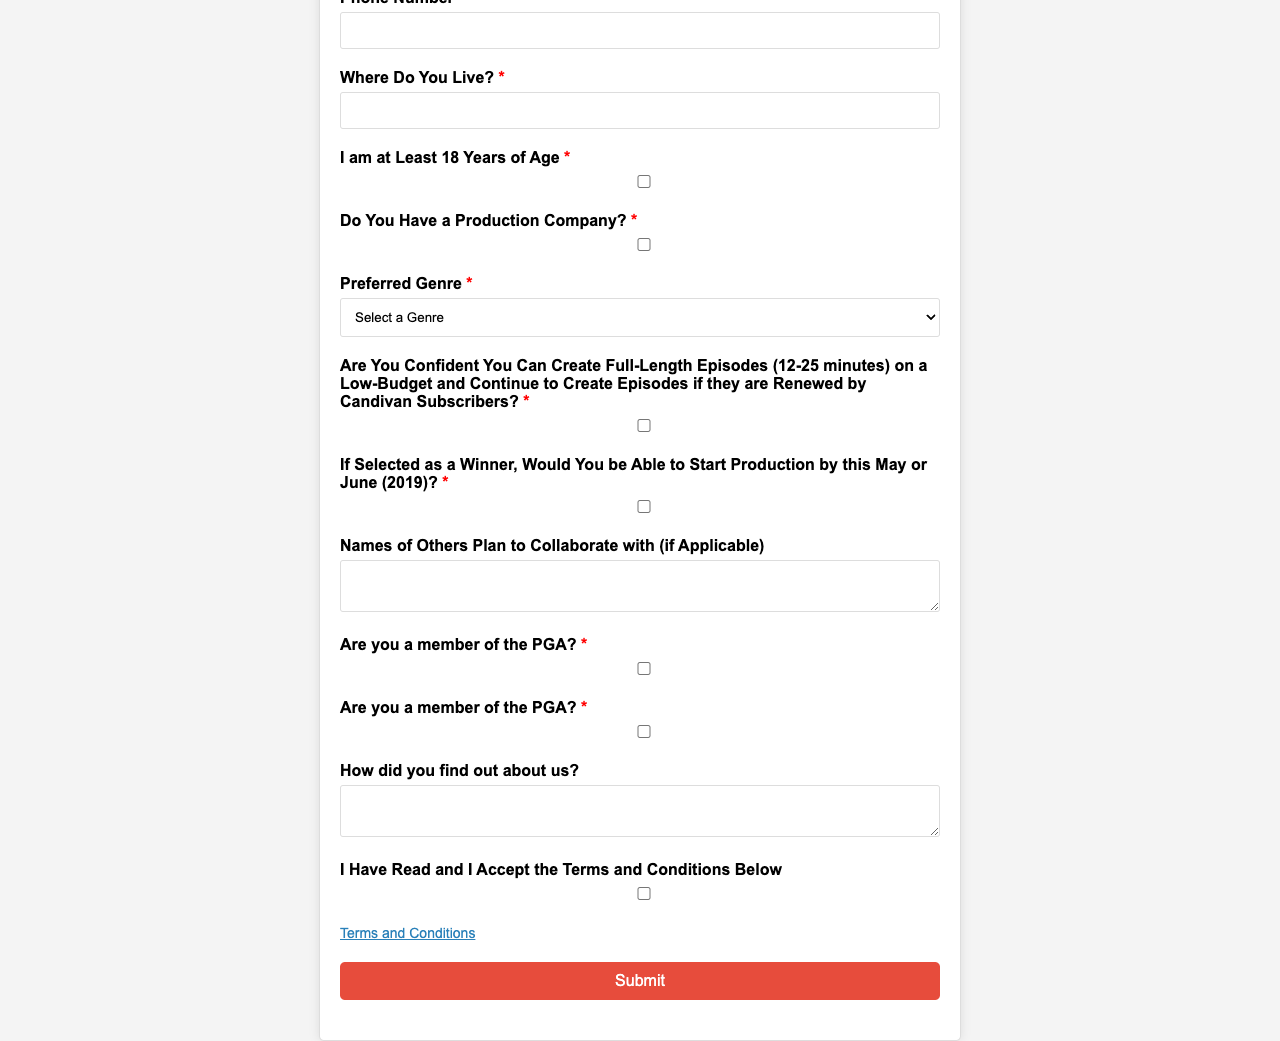 Phone Number
Where Do You Live? *
I am at Least 18 Years of Age *
Do You Have a Production Company? *
Preferred Genre *
Select a Genre
Are You Confident You Can Create Full-Length Episodes (12-25 minutes) on a
Low-Budget and Continue to Create Episodes if they are Renewed by
Candivan Subscribers? *
If Selected as a Winner, Would You be Able to Start Production by this May or
June (2019)? *
Names of Others Plan to Collaborate with (if Applicable)
Are you a member of the PGA? *
Are you a member of the PGA? *
How did you find out about us?
I Have Read and I Accept the Terms and Conditions Below
Terms and Conditions
Submit